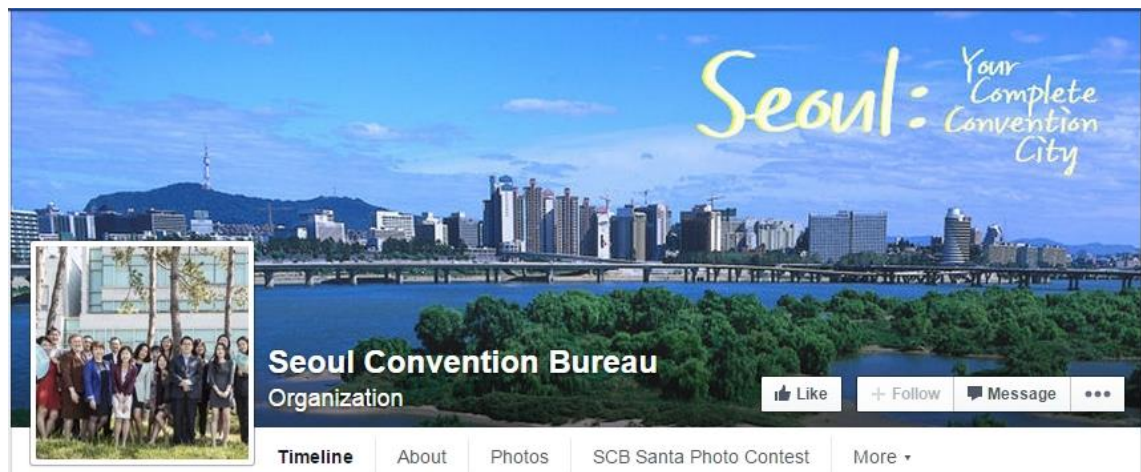 Seoul: Your
Complete
Convention
City
Seoul Convention Bureau
Organization
Like
+ Follow
Message
Timeline
About
Photos
SCB Santa Photo Contest
More